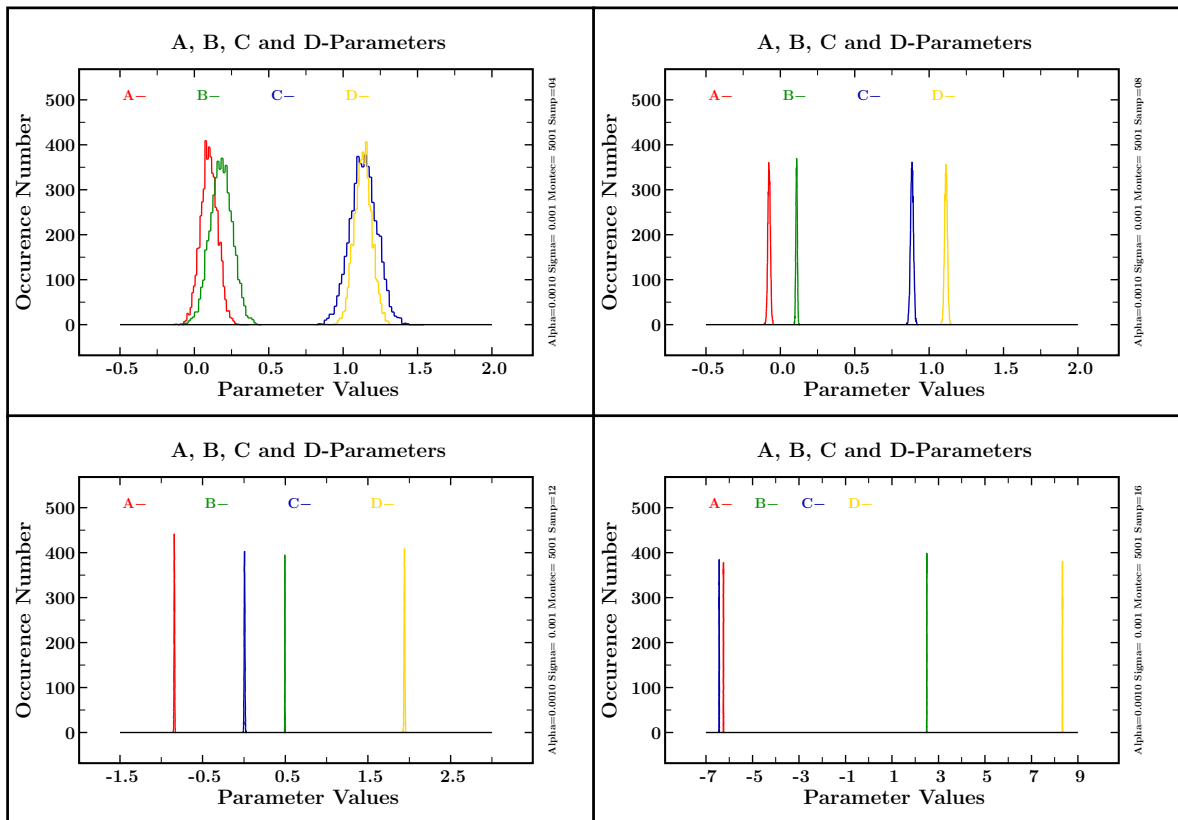 A, B, C and D-Parameters
A− B− C− D−
500
400
300
200
100
0
Occurence Number
-0.5 0.0 0.5 1.0 1.5 2.0
Parameter Values
Alpha=0.0010 Sigma= 0.001 Montec= 5001 Samp=04
A, B, C and D-Parameters
A− B− C− D−
500
400
300
200
100
0
Occurence Number
-0.5 0.0 0.5 1.0 1.5 2.0
Parameter Values
Alpha=0.0010 Sigma= 0.001 Montec= 5001 Samp=08
A, B, C and D-Parameters
A− B− C− D−
500
400
300
200
100
0
Occurence Number
-1.5 -0.5 0.5 1.5 2.5
Parameter Values
Alpha=0.0010 Sigma= 0.001 Montec= 5001 Samp=12
A, B, C and D-Parameters
A− B− C− D−
500
400
300
200
100
0
Occurence Number
-7 -5 -3 -1 1 3 5 7 9
Parameter Values
Alpha=0.0010 Sigma= 0.001 Montec= 5001 Samp=16